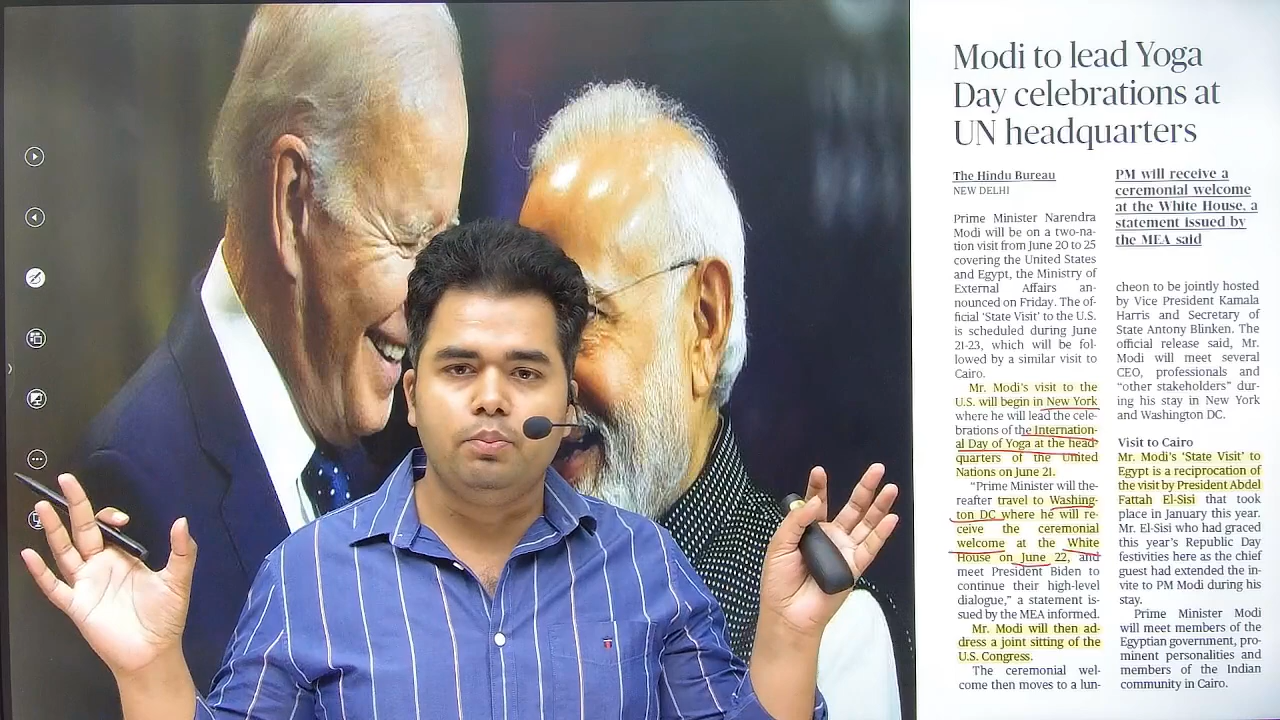 Modi to lead Yoga
Day celebrations at
UN headquarters
The Hindu Bureau
NEW DELHI
Prime Minister Narendra
Modi will be on a two-na-
tion visit from June 20 to 25
covering the United States
and Egypt, the Ministry of
External Affairs an-
nounced on Friday. The of-
ficial ‘State Visit’ to the U.S.
is scheduled during June
21-23, which will be fol-
lowed by a similar visit to
Cairo.
Mr. Modi’s visit to the
U.S. will begin in New York
where he will lead the cele-
brations of the Internation-
al Day of Yoga at the head-
quarters of the United
Nations on June 21.
“Prime Minister will the-
reafter travel to Washing-
ton DC, where he will re-
ceive the ceremonial
welcome at the White
House on June 22, and
meet President Biden to
continue their high-level
dialogue,” a statement is-
sued by the MEA informed.
Mr. Modi will then ad-
dress a joint sitting of the
U.S. Congress.
The ceremonial wel-
come then moves to a lun-
PM will receive a
ceremonial welcome
at the White House, a
statement issued by
the MEA said
cheon to be jointly hosted
by Vice President Kamala
Harris and Secretary of
State Antony Blinken. The
official release said, Mr.
Modi will meet several
CEO, professionals and
“other stakeholders” dur-
ing his stay in New York
and Washington DC.
Visit to Cairo
Mr. Modi’s ‘State Visit’ to
Egypt is a reciprocation of
the visit by President Abdel
Fattah El-Sisi that took
place in January this year.
Mr. El-Sisi who had graced
this year’s Republic Day
festivities here as the chief
guest had extended the in-
vite to PM Modi during his
stay.
Prime Minister Modi
will meet members of the
Egyptian government, pro-
minent personalities and
members of the Indian
community in Cairo.